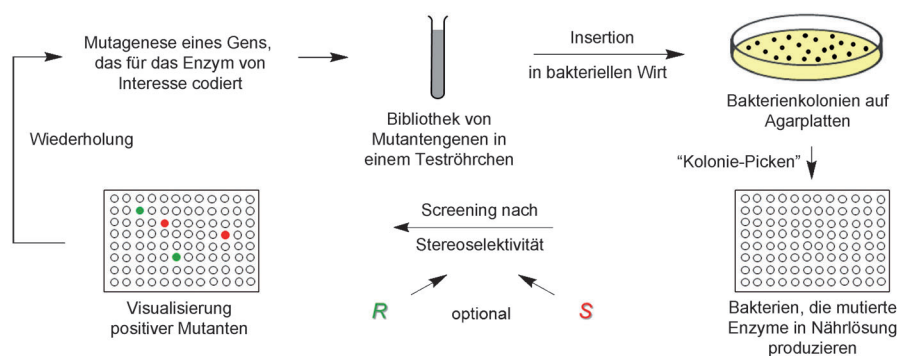 Mutagenese eines Gens,
das für das Enzym von
Interesse codiert
Bibliothek von
Mutantengenen in
einem Teströhrchen
Insertion
in bakteriellen Wirt
Bakterienkolonien auf
Agarplatten
“Kolonie-Picken”
Bakterien, die mutierte
Enzyme in Nährlösung
produzieren
Screening nach
Stereoselektivität
R optional S
Visualisierung
positiver Mutanten
Wiederholung